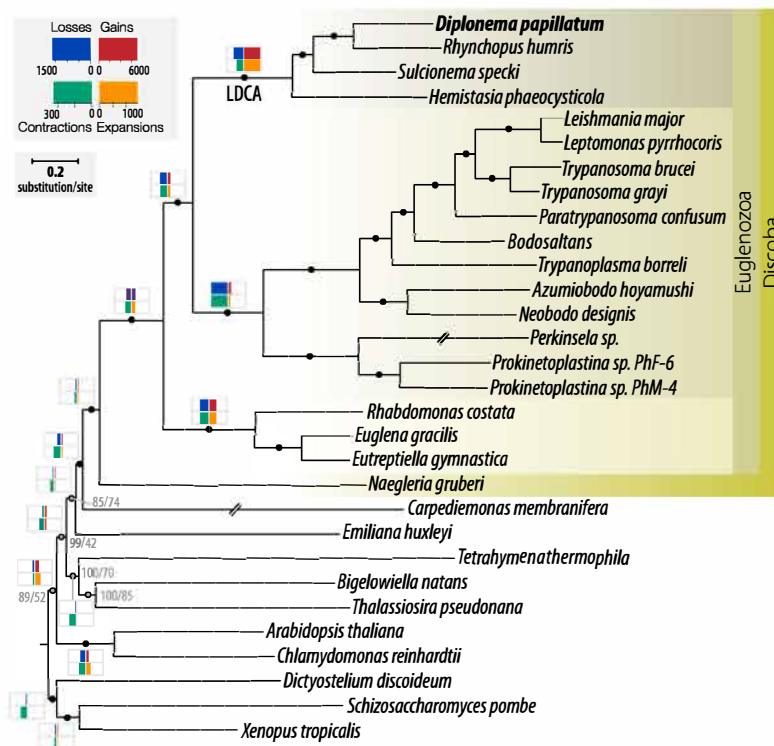 Losses Gains
1500 0 0 6000
300 0 0 1000
Contractions Expansions
0.2
substitution/site
LDCA
Diplonema papillatum
Rhynchopus humris
Sulcionema specki
Hemistasia phaeocysticola
Leishmania major
Leptomonas pyrrhocoris
Trypanosoma brucei
Trypanosoma grayi
Paratrypanosoma confusum
Bodosaltans
Trypanoplasma borreli
Azumiobodo hoyamushi
Neobodo designis
Perkinsela sp.
Prokinetoplastina sp. PhF-6
Prokinetoplastina sp. PhM-4
Rhabdomonas costata
Euglena gracilis
Eutreptiella gymnastica
Naegleria gruberi
Carpediemonas membranifera
Emiliana huxleyi
Tetrahymenathermophila
Bigelowiella natans
Thalassiosira pseudonana
Arabidopsis thaliana
Chlamydomonas reinhardtii
Dictyostelium discoideum
Schizosaccharomyces pombe
Xenopus tropicalis
85/74
99/42
100/70
100/85
89/52
Euglenozoa
Discoba